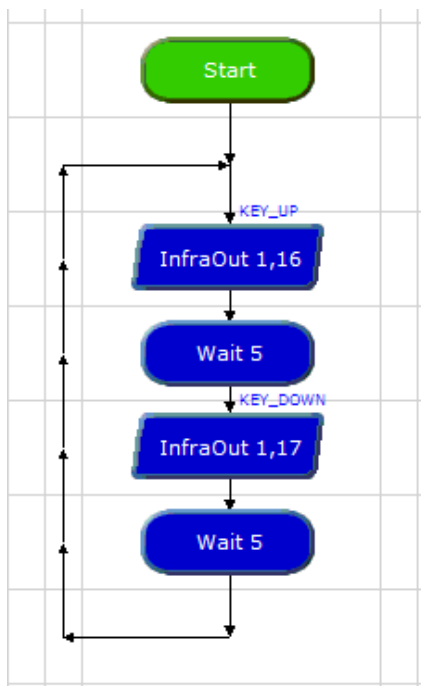 Start
KEY_UP
InfraOut 1,16
Wait 5
KEY_DOWN
InfraOut 1,17
Wait 5